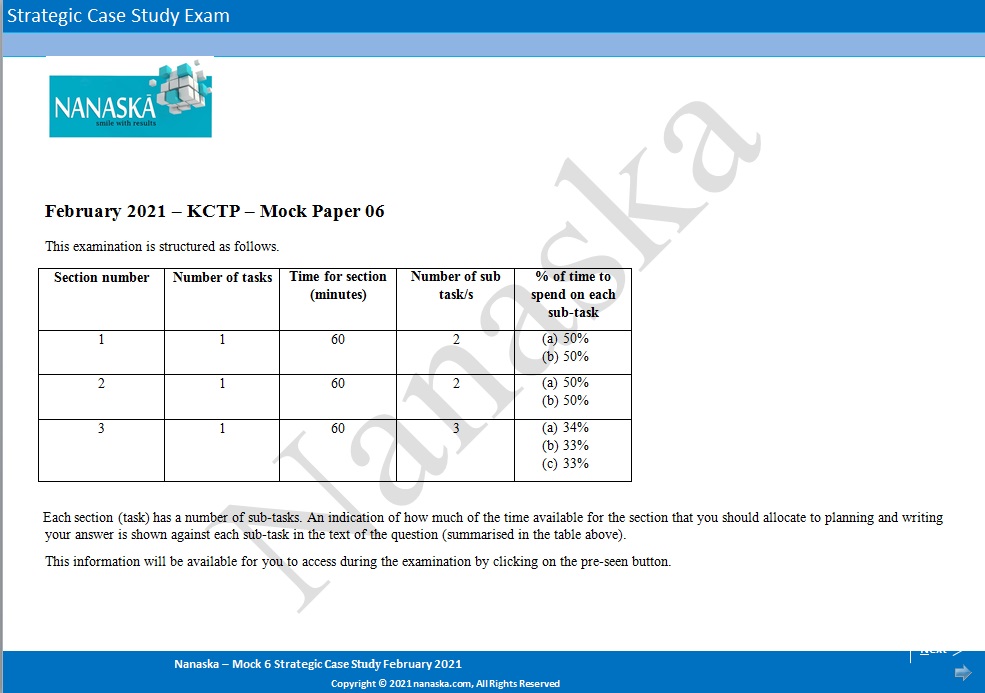 Strategic Case Study Exam
NANASKĀ
smile with results
February 2021 – KCTP – Mock Paper 06
This examination is structured as follows.
Section number Number of tasks Time for section (minutes) Number of sub task/s % of time to spend on each sub-task
1 1 60 2 (a) 50%
(b) 50%
2 1 60 2 (a) 50%
(b) 50%
3 1 60 3 (a) 34%
(b) 33%
(c) 33%
Each section (task) has a number of sub-tasks. An indication of how much of the time available for the section that you should allocate to planning and writing
your answer is shown against each sub-task in the text of the question (summarised in the table above).
This information will be available for you to access during the examination by clicking on the pre-seen button.
Nanaska
Nanaska – Mock 6 Strategic Case Study February 2021
Copyright © 2021 nanaska.com, All Rights Reserved
Next >